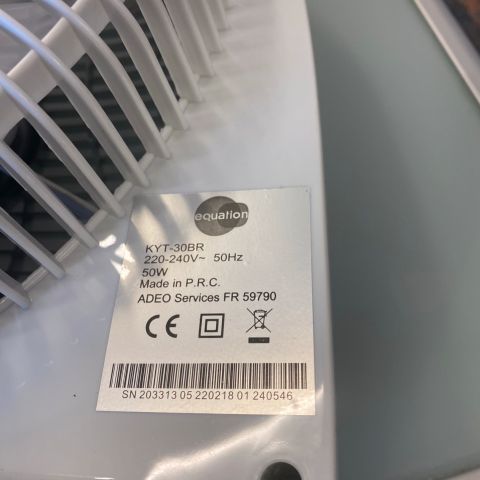 equation
KYT-30BR
220-240V~ 50Hz
50W
Made in P.R.C.
ADEO Services FR 59790
CE
SN 203313 05 220218 01 240546